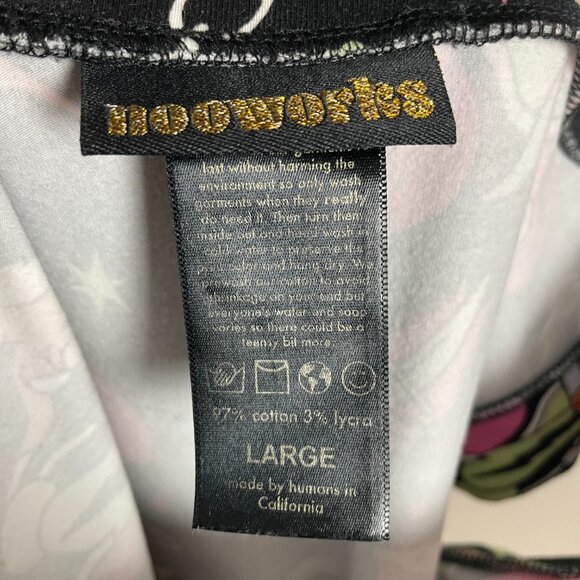 nooworks
last without harming the
environment so only wash
garments when they really
do need it. Then turn them
inside out and hand wash in
cold water to preserve the
print color and hang dry. We
wash our cotton to avoid
shrinkage on your end but
everyone's water and soap
varies so there could be a
teensy bit more.
97% cotton 3% lycra
LARGE
made by humans in
California